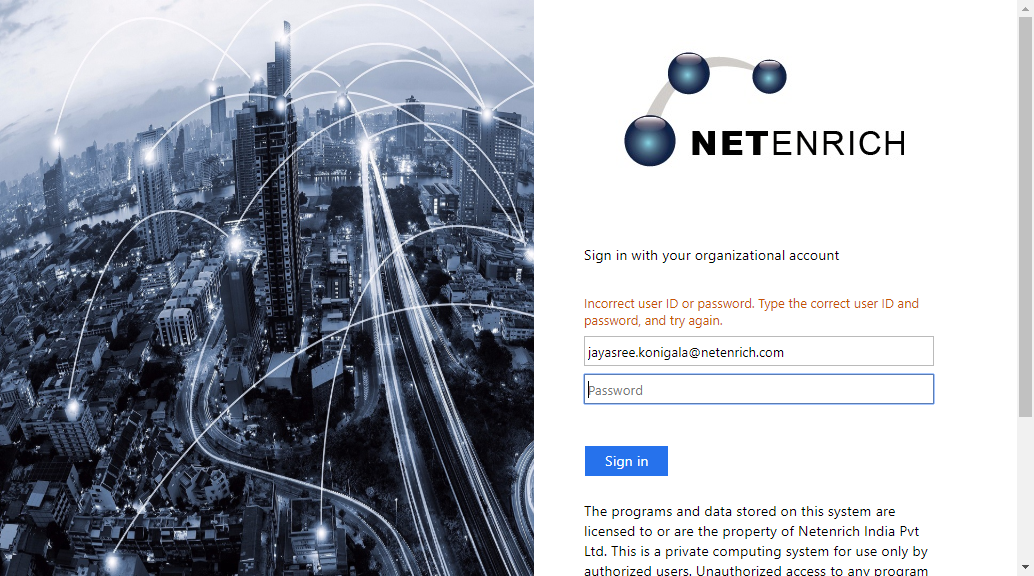 NETENRICH
Sign in with your organizational account
Incorrect user ID or password. Type the correct user ID and
password, and try again.
jayasree.konigala@netenrich.com
Password
Sign in
The programs and data stored on this system are
licensed to or are the property of Netenrich India Pvt
Ltd. This is a private computing system for use only by
authorized users. Unauthorized access to any program